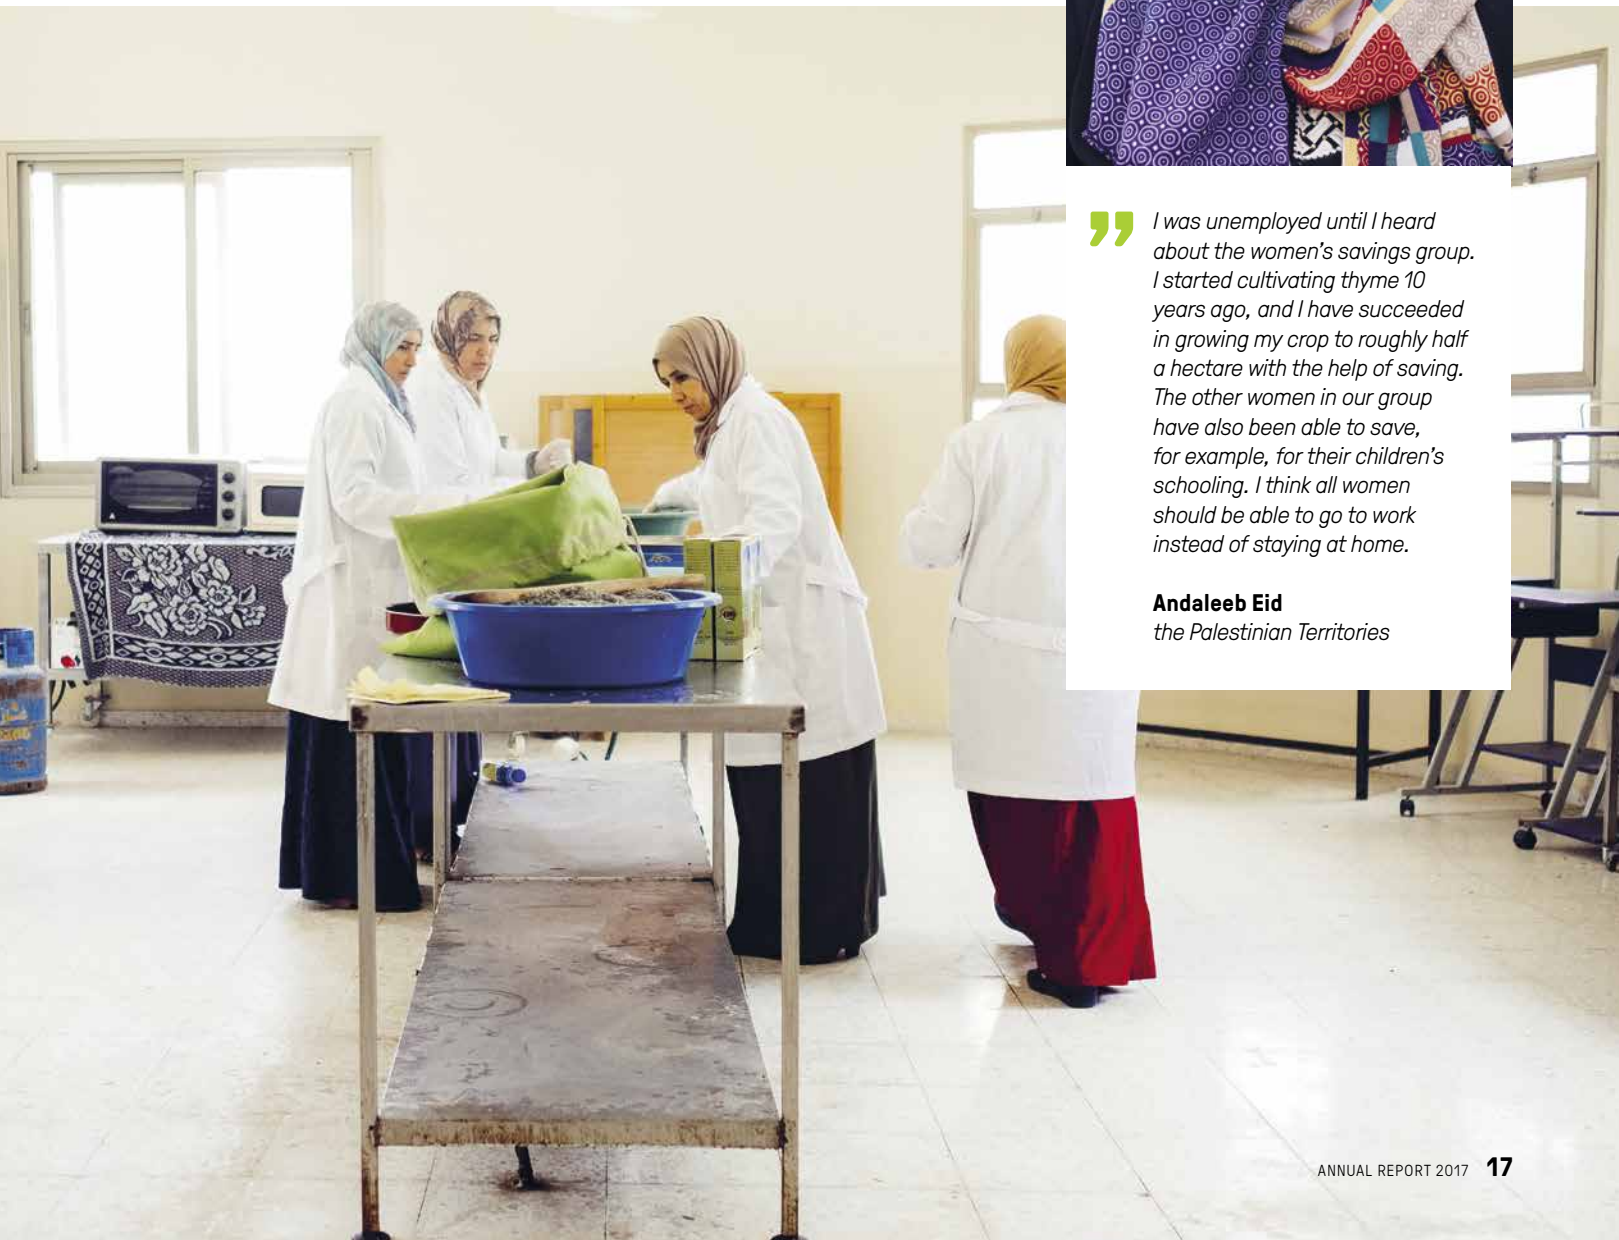 ” I was unemployed until I heard
about the women’s savings group.
I started cultivating thyme 10
years ago, and I have succeeded
in growing my crop to roughly half
a hectare with the help of saving.
The other women in our group
have also been able to save,
for example, for their children’s
schooling. I think all women
should be able to go to work
instead of staying at home.
Andaleeb Eid
the Palestinian Territories
ANNUAL REPORT 2017 17